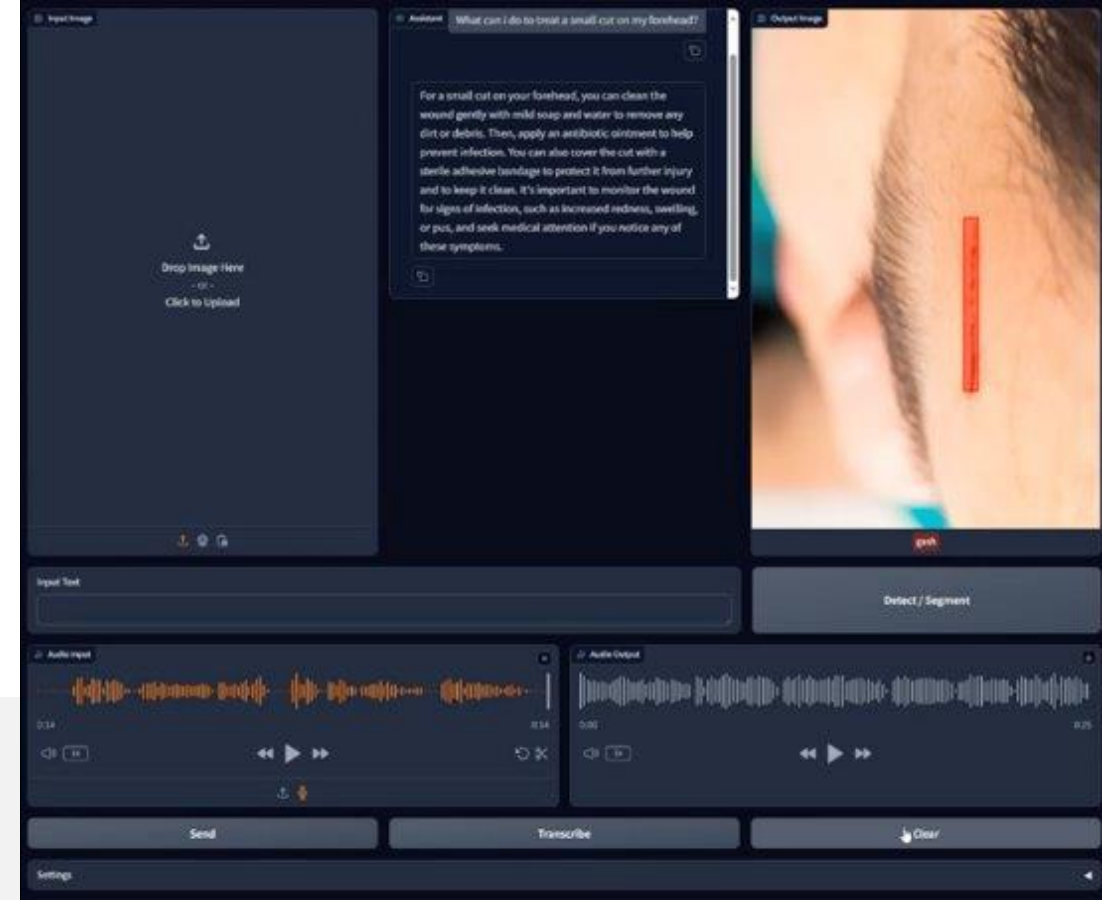 Input Image
Assistant
What can i do to treat a small cut on my forehead?
Output Image
For a small cut on your forehead, you can clean the
wound gently with mild soap and water to remove any
dirt or debris. Then, apply an antibiotic ointment to help
prevent infection. You can also cover the cut with a
sterile adhesive bandage to protect it from further injury
and to keep it clean. It's important to monitor the wound
for signs of infection, such as increased redness, swelling,
or pus, and seek medical attention if you notice any of
these symptoms.
Drop Image Here
- or -
Click to Upload
gash
Input Text
Detect / Segment
Audio Input
Audio Output
0:14
0:14
0:00
0:25
1x
1x
Send
Transcribe
Clear
Settings